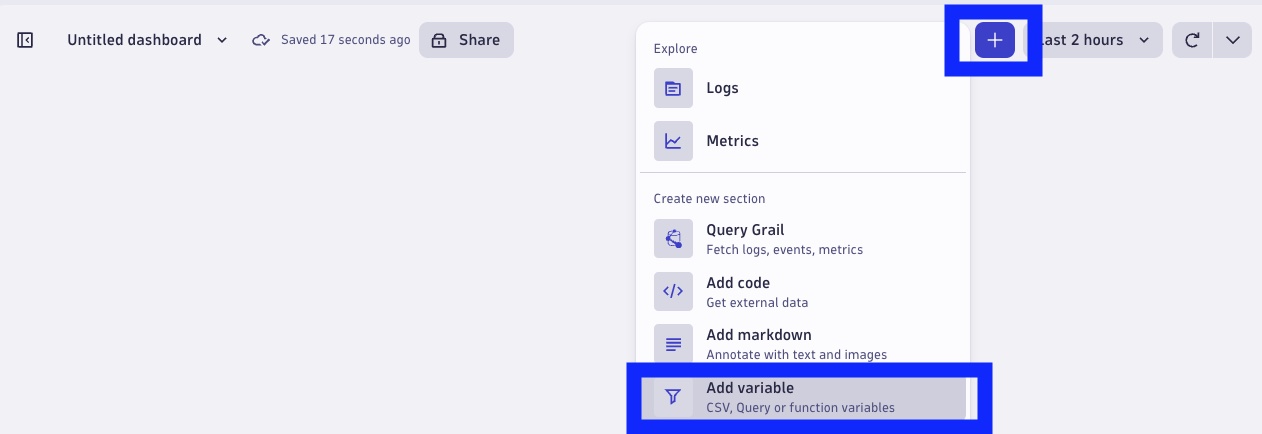 Untitled dashboard
Saved 17 seconds ago
Share
Last 2 hours
Explore
Logs
Metrics
Create new section
Query Grail
Fetch logs, events, metrics
Add code
Get external data
Add markdown
Annotate with text and images
Add variable
CSV, Query or function variables